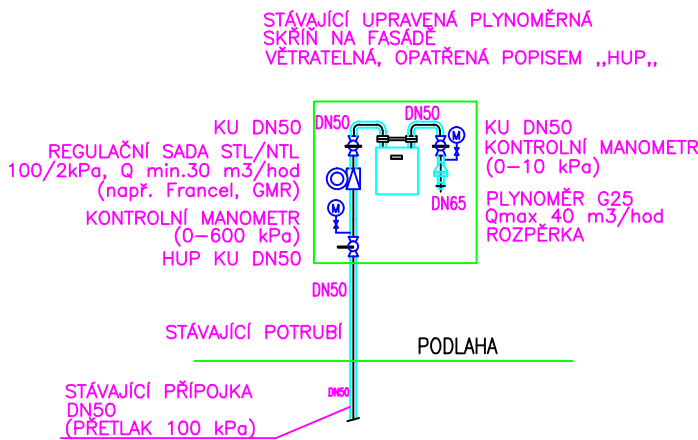 STÁVAJÍCÍ UPRAVENÁ PLYNOMĚRNÁ
SKŘÍŇ NA FASÁDĚ
VĚTRATELNÁ, OPATŘENÁ POPISEM ,,HUP,,
DN50
DN50
M
KU DN50
REGULAČNÍ SADA STL/NTL
100/2kPa, Q min.30 m3/hod
(např. Francel, GMR)
M
KONTROLNÍ MANOMETR
(0-600 kPa)
HUP KU DN50
KU DN50
KONTROLNÍ MANOMETR
(0-10 kPa)
DN65
PLYNOMĚR G25
Qmax 40 m3/hod
ROZPĚRKA
DN50
STÁVAJÍCÍ POTRUBÍ
PODLAHA
DN50
STÁVAJÍCÍ PŘÍPOJKA
DN50
(PŘETLAK 100 kPa)